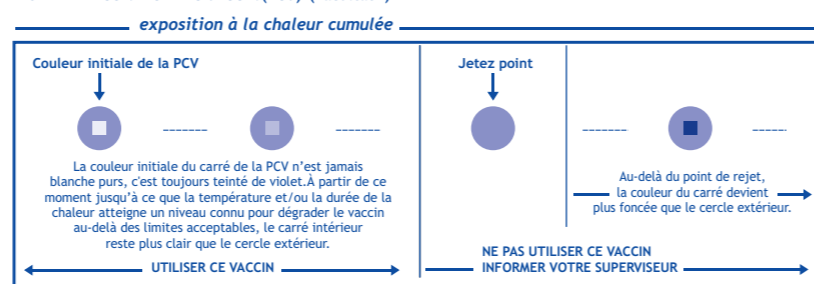 exposition à la chaleur cumulée
Couleur initiale de la PCV
Jetez point
La couleur initiale du carré de la PCV n'est jamais
blanche purs, c'est toujours teinté de violet.À partir de ce
moment jusqu'à ce que la température et/ou la durée de la
chaleur atteigne un niveau connu pour dégrader le vaccin
au-delà des limites acceptables, le carré intérieur
reste plus clair que le cercle extérieur.
UTILISER CE VACCIN
Au-delà du point de rejet,
la couleur du carré devient
plus foncée que le cercle extérieur.
NE PAS UTILISER CE VACCIN
INFORMER VOTRE SUPERVISEUR